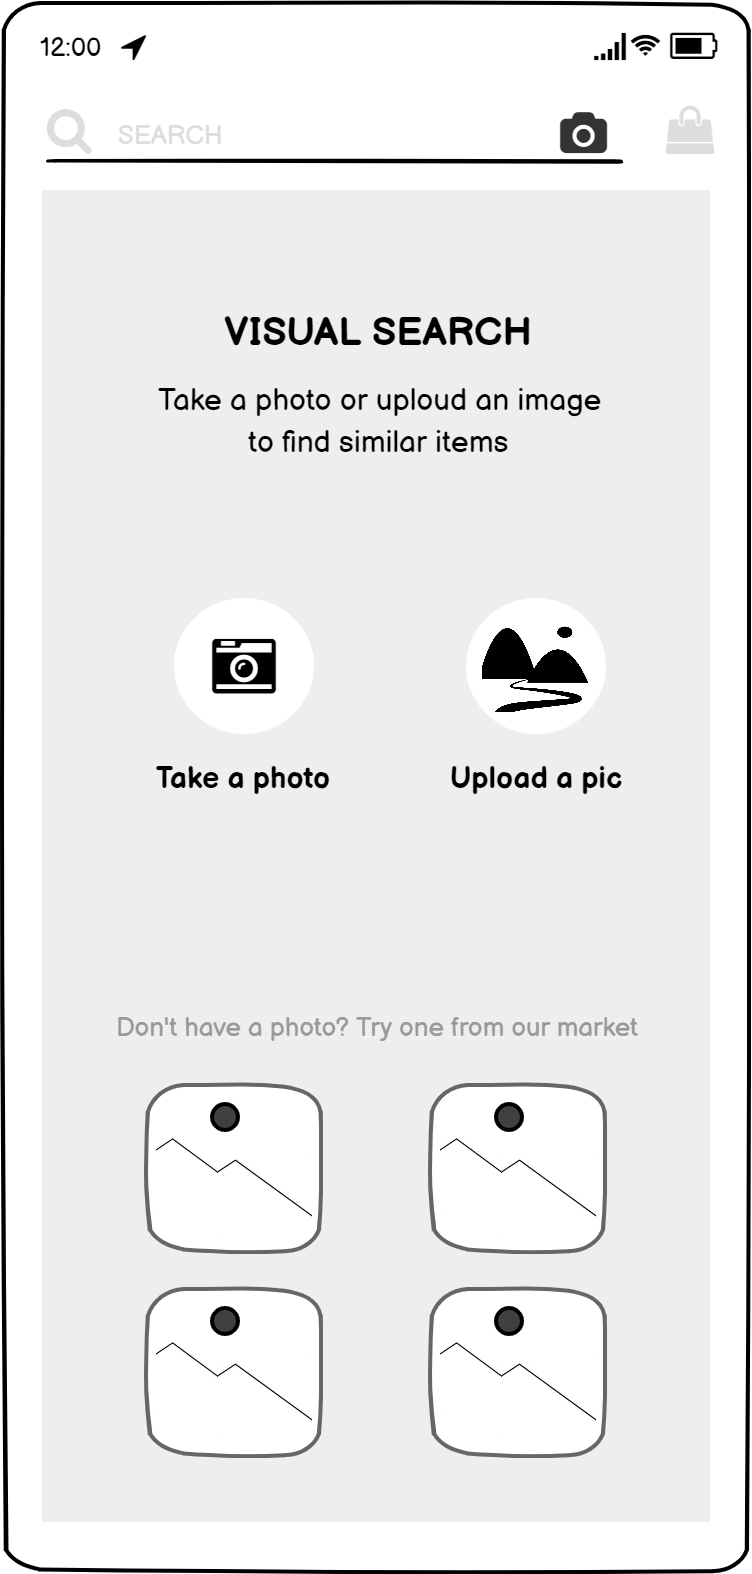 12:00
SEARCH
VISUAL SEARCH
Take a photo or uploud an image
to find similar items
Take a photo
Upload a pic
Don't have a photo? Try one from our market